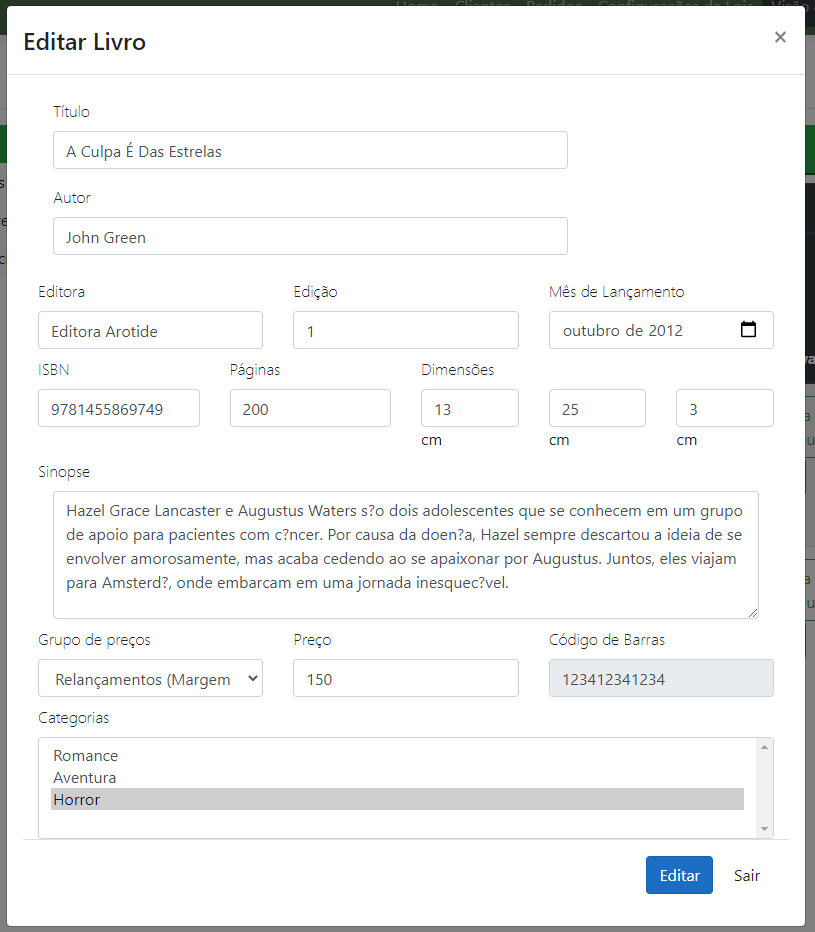 Editar Livro ×
Título
A Culpa É Das Estrelas
Autor
John Green
Editora Edição Mês de Lançamento
Editora Arotide 1 outubro de 2012
ISBN Páginas Dimensões
9781455869749 200 13 25 3
cm cm cm
Sinopse
Hazel Grace Lancaster e Augustus Waters s?o dois adolescentes que se conhecem em um grupo
de apoio para pacientes com c?ncer. Por causa da doen?a, Hazel sempre descartou a ideia de se
envolver amorosamente, mas acaba cedendo ao se apaixonar por Augustus. Juntos, eles viajam
para Amsterd?, onde embarcam em uma jornada inesquec?vel.
Grupo de preços Preço Código de Barras
Relançamentos (Margem 150 123412341234
Categorias
Romance
Aventura
Horror
Editar Sair